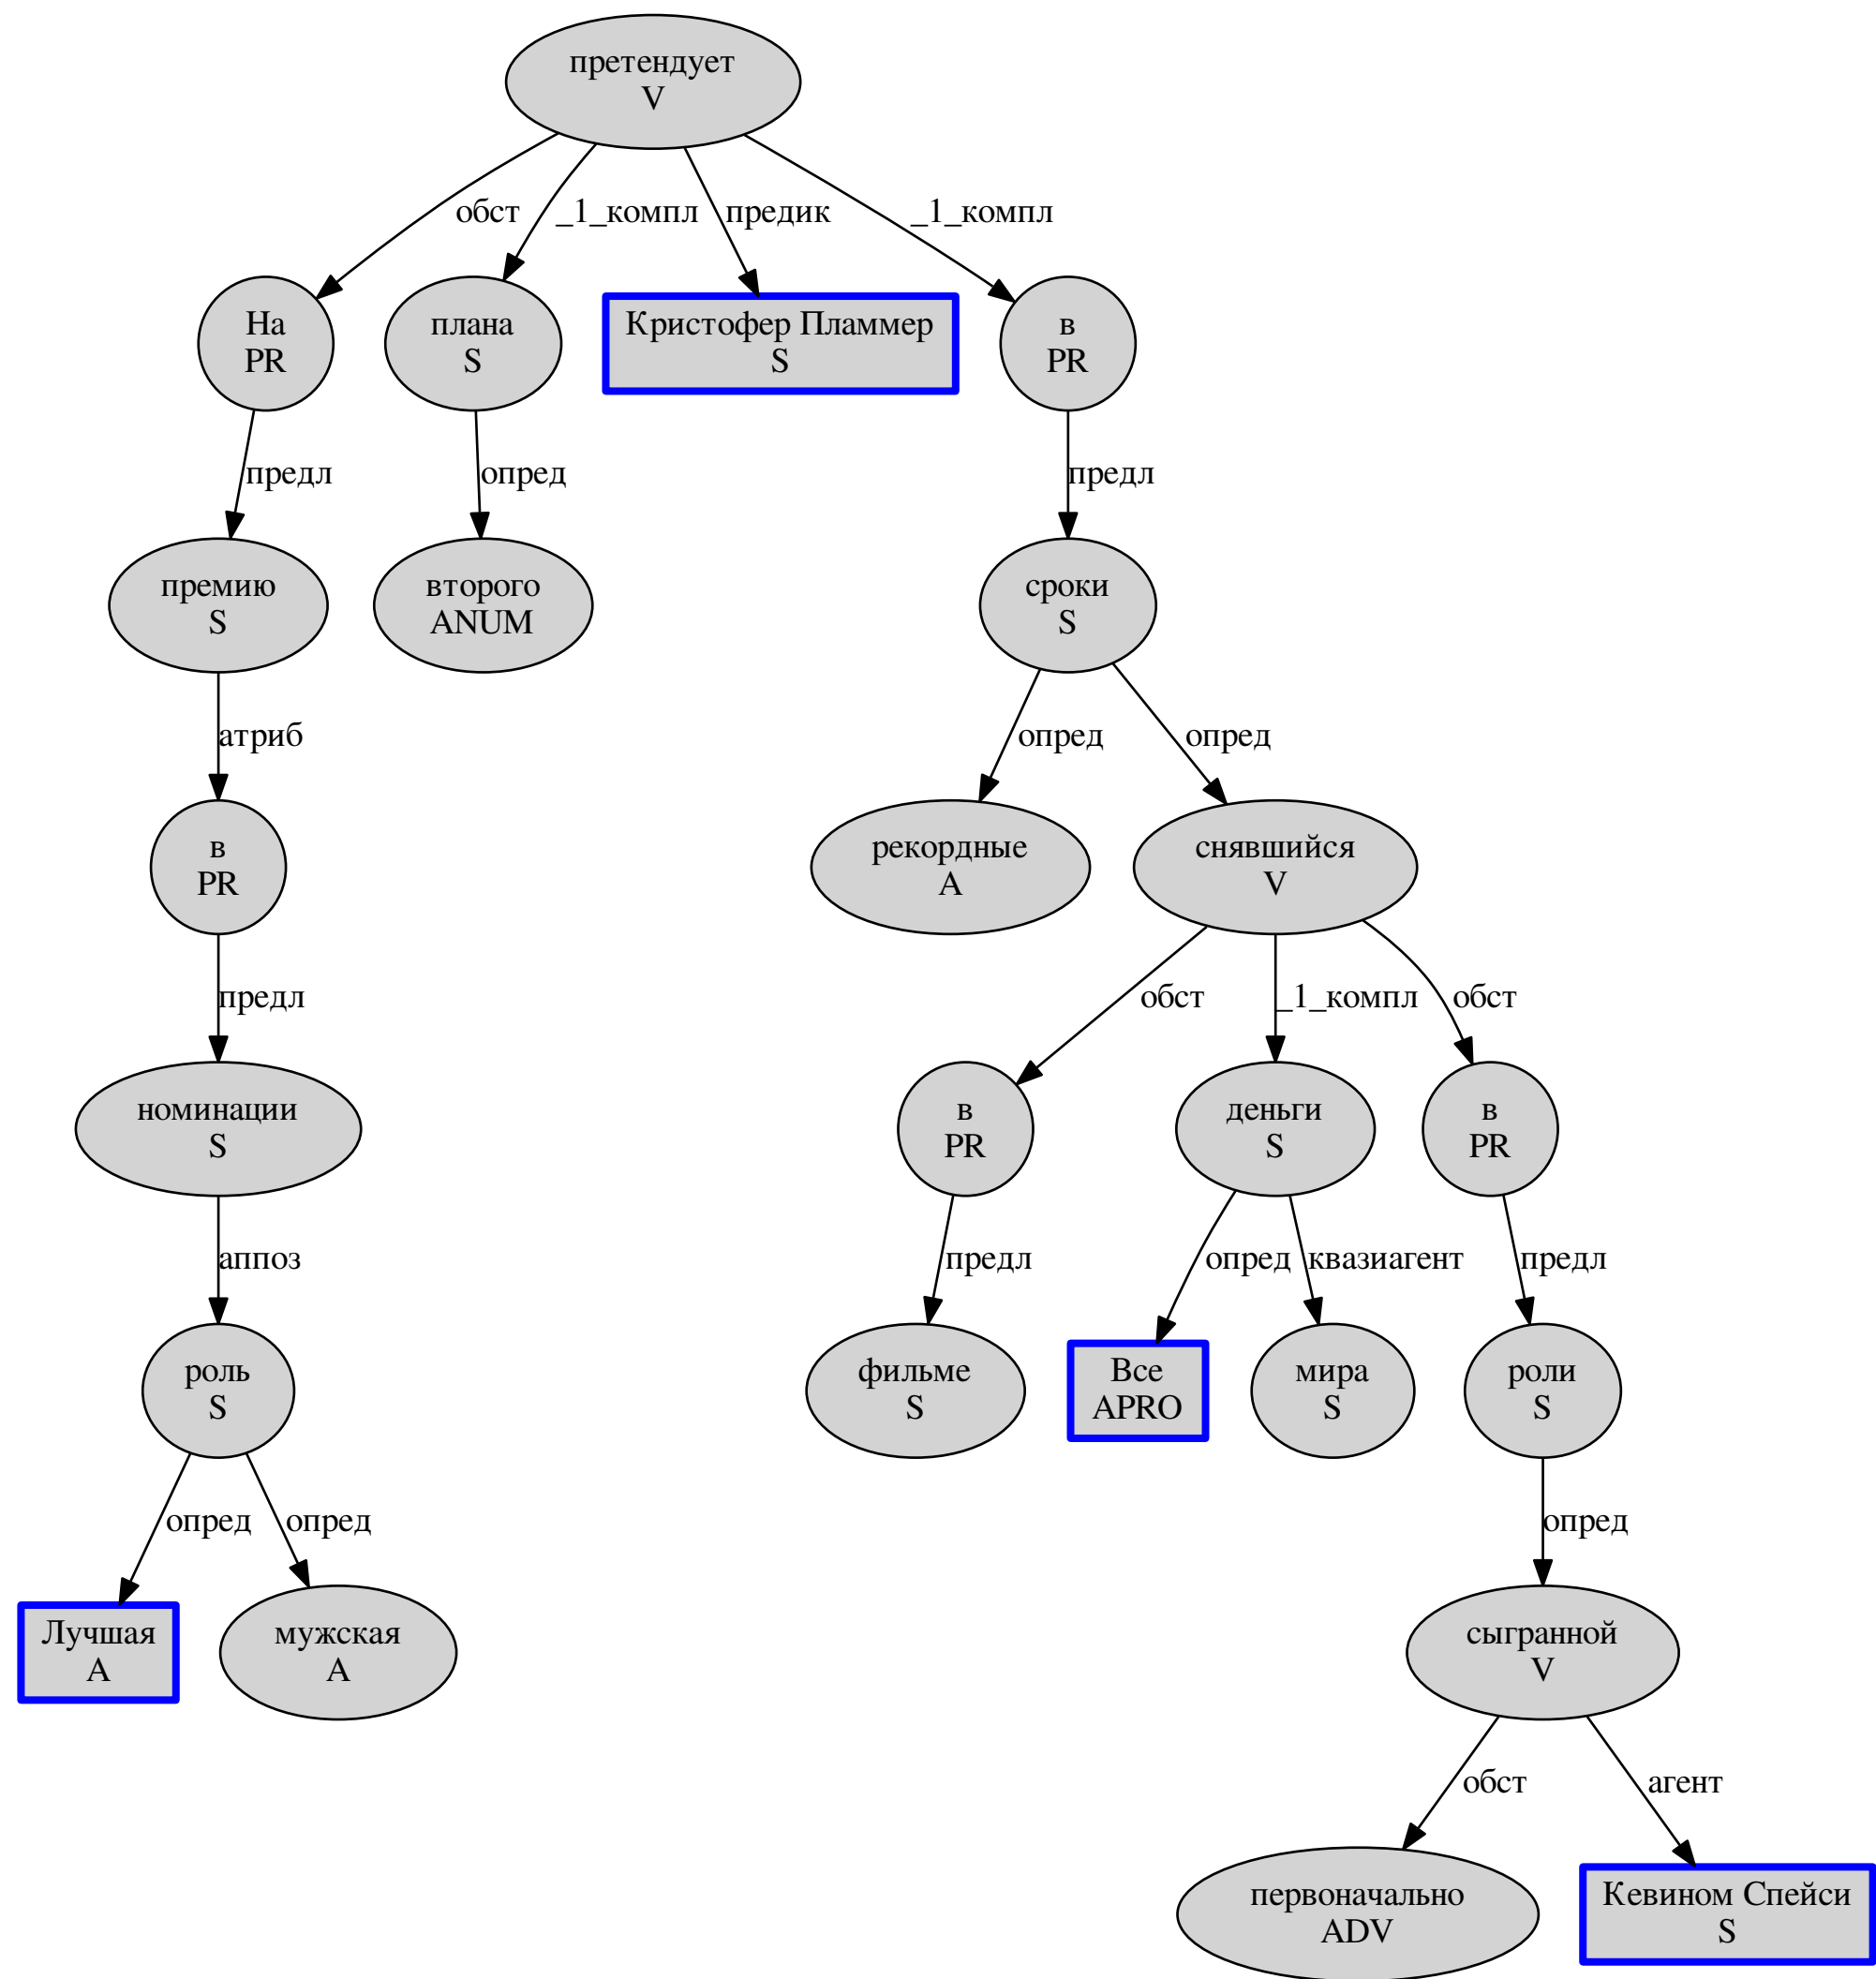 претендует
V
обст
_1_компл
предик
_1_компл
На
PR
плана
S
Кристофер Пламмер
S
в
PR
предл
опред
предл
премию
S
второго
ANUM
сроки
S
атриб
опред
опред
в
PR
рекордные
A
снявшийся
V
предл
обст
_1_компл
обст
номинации
S
в
PR
деньги
S
в
PR
аппоз
предл
опред
квазиагент
предл
роль
S
фильме
S
Все
APRO
мира
S
роли
S
опред
опред
опред
Лучшая
A
мужская
A
сыгранной
V
обст
агент
первоначально
ADV
Кевином Спейси
S